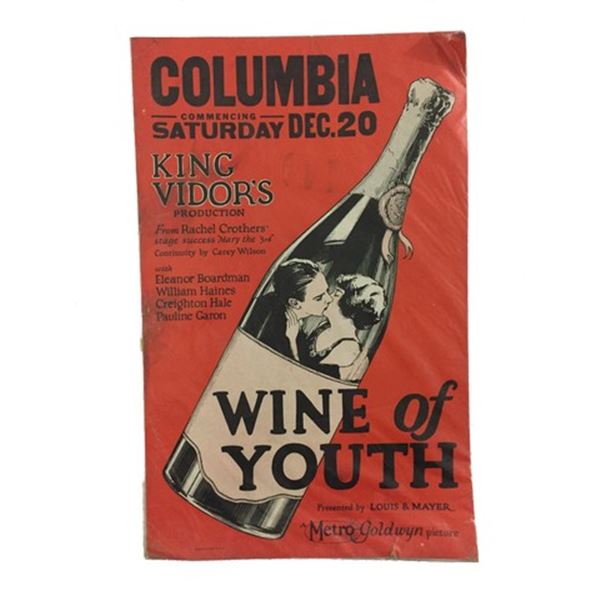 COLUMBIA
COMMENCING
SATURDAY DEC. 20
KING
VIDOR'S
PRODUCTION
From Rachel Crothers'
stage success "Mary the 3rd"
Continuity by Carey Wilson
with
Eleanor Boardman
William Haines
Creighton Hale
Pauline Garon
WINE of
YOUTH
Presented by LOUIS B. MAYER
A Metro Goldwyn picture